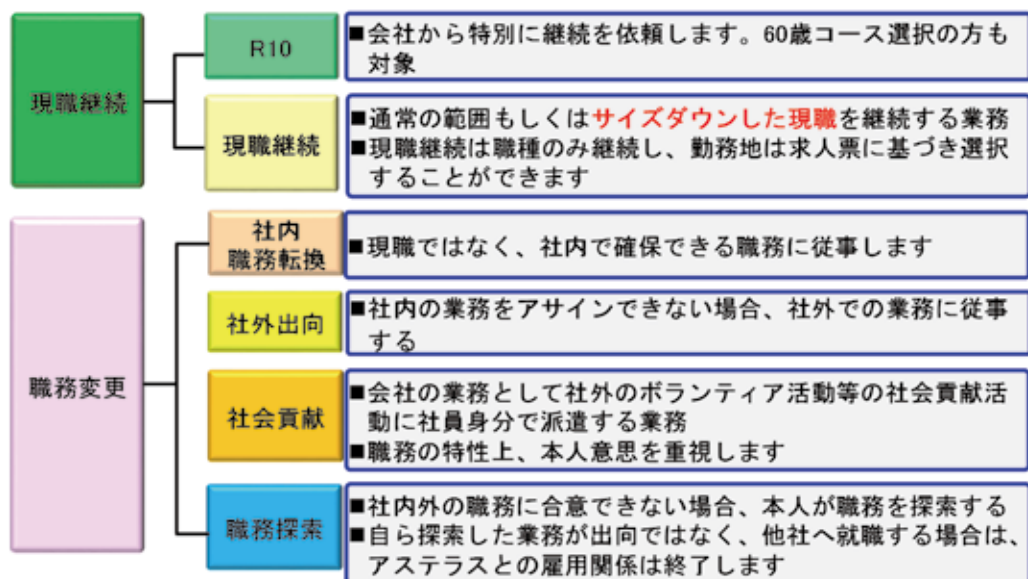 現職継続
R10
■会社から特別に継続を依頼します。60歳コース選択の方も
対象
現職継続
■通常の範囲もしくはサイズダウンした現職を継続する業務
■現職継続は職種のみ継続し、勤務地は求人票に基づき選択
することができます
職務変更
社内
職務転換
■現職ではなく、社内で確保できる職務に従事します
社外出向
■社内の業務をアサインできない場合、社外での業務に従事
する
社会貢献
■会社の業務として社外のボランティア活動等の社会貢献活
動に社員身分で派遣する業務
■職務の特性上、本人意思を重視します
職務探索
■社内外の職務に合意できない場合、本人が職務を探索する
■自ら探索した業務が出向ではなく、他社へ就職する場合は、
アステラスとの雇用関係は終了します